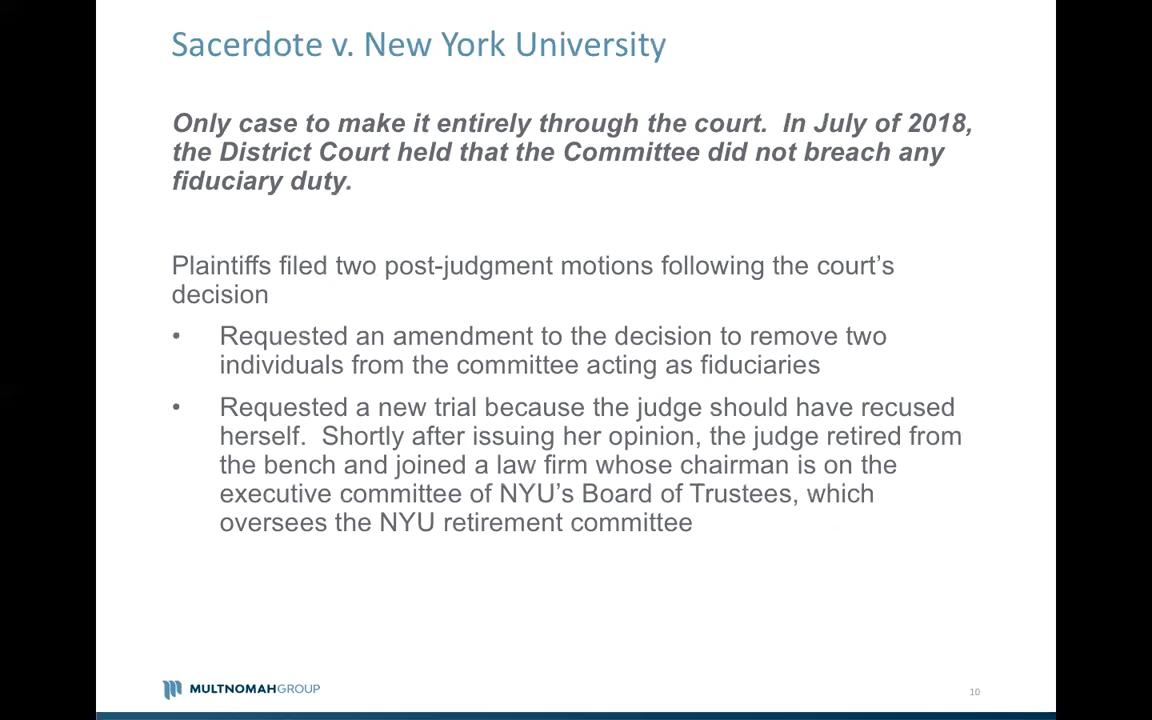 Sacerdote v. New York University
Only case to make it entirely through the court.  In July of 2018,
the District Court held that the Committee did not breach any
fiduciary duty.
Plaintiffs filed two post-judgment motions following the court’s
decision
• Requested an amendment to the decision to remove two
individuals from the committee acting as fiduciaries
• Requested a new trial because the judge should have recused
herself.  Shortly after issuing her opinion, the judge retired from
the bench and joined a law firm whose chairman is on the
executive committee of NYU’s Board of Trustees, which
oversees the NYU retirement committee
MULTNOMAHGROUP
10